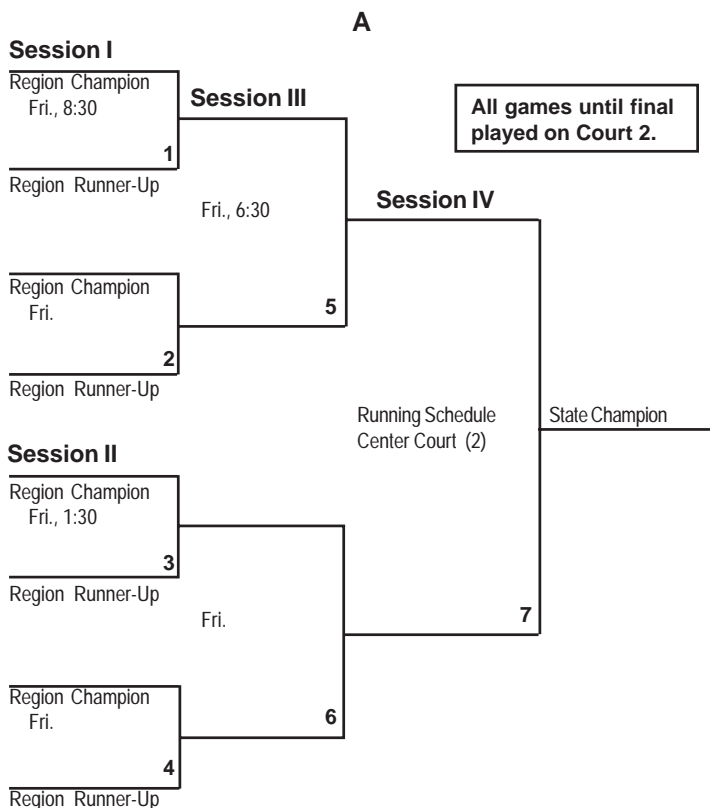 A
Session I
Region Champion
Fri., 8:30
1
Region Runner-Up
Session III
All games until final
played on Court 2.
Fri., 6:30
Session IV
Region Champion
Fri.
2
Region Runner-Up
5
Running Schedule
Center Court (2)
State Champion
Session II
Region Champion
Fri., 1:30
3
Region Runner-Up
Fri.
7
Region Champion
Fri.
6
4
Region Runner-Up